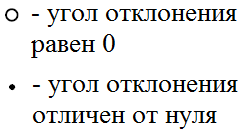 - угол отклонения
равен 0
- угол отклонения
отличен от нуля